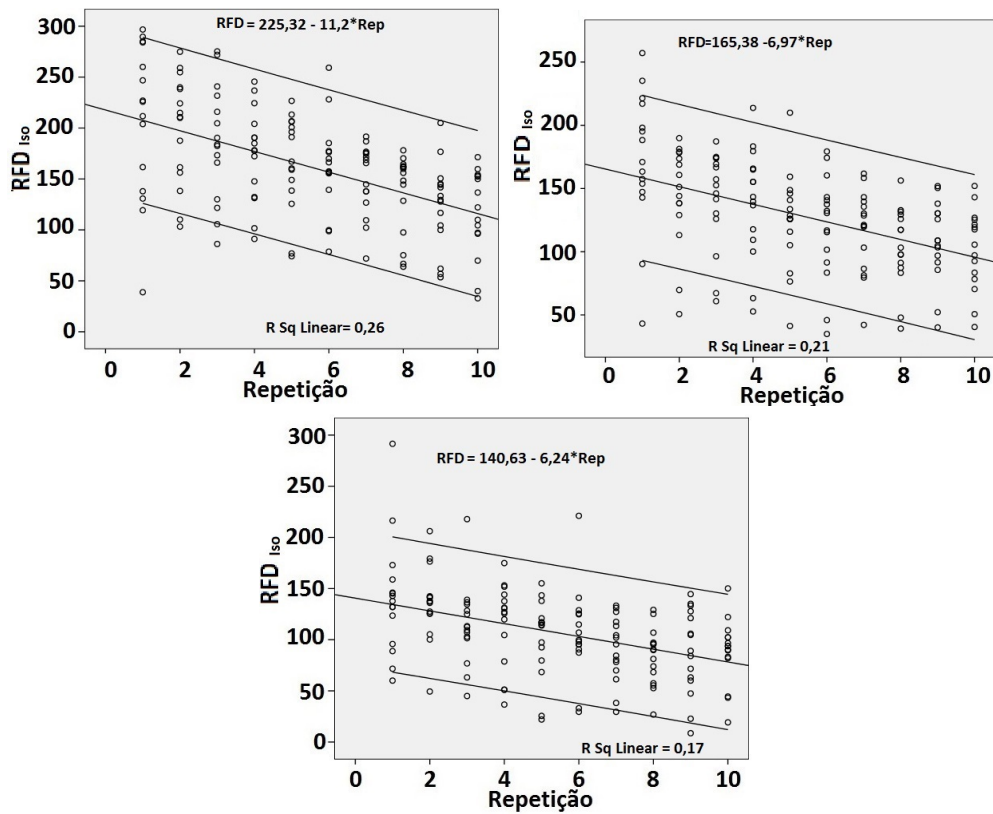 RFD = 225,32 - 11,2*Rep
300
250
200
150
100
50
0
RFD Iso
R Sq Linear= 0,26
0 2 4 6 8 10
Repetição
RFD=165,38 -6,97*Rep
250
200
150
100
50
RFD Iso
R Sq Linear = 0,21
0 2 4 6 8 10
Repetição
RFD = 140,63 - 6,24*Rep
300
250
200
150
100
50
0
RFD Iso
R Sq Linear = 0,17
0 2 4 6 8 10
Repetição